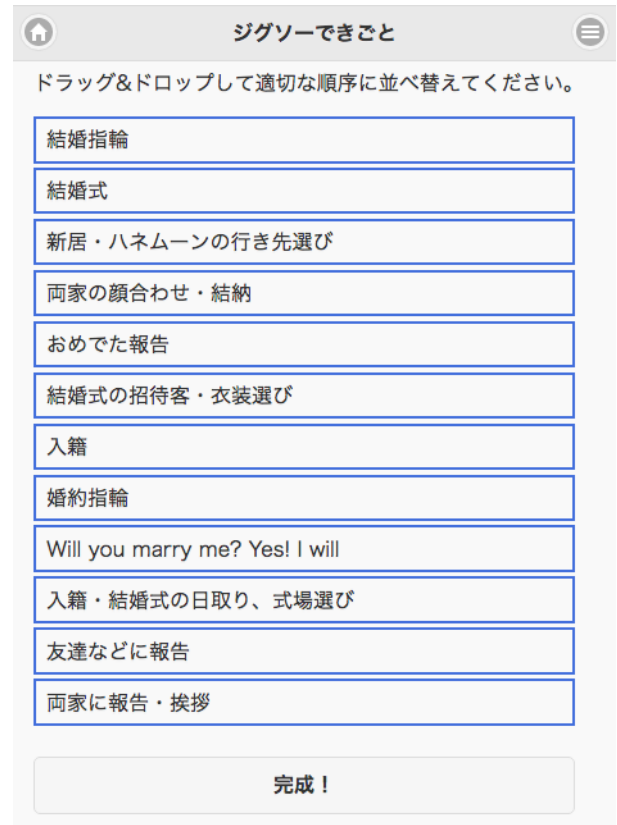 ジグソーできごと
ドラッグ&ドロップして適切な順序に並べ替えてください。
結婚指輪
結婚式
新居・ハネムーンの行き先選び
両家の顔合わせ・結納
おめでた報告
結婚式の招待客・衣装選び
入籍
婚約指輪
Will you marry me? Yes! I will
入籍・結婚式の日取り、式場選び
友達などに報告
両家に報告・挨拶
完成！